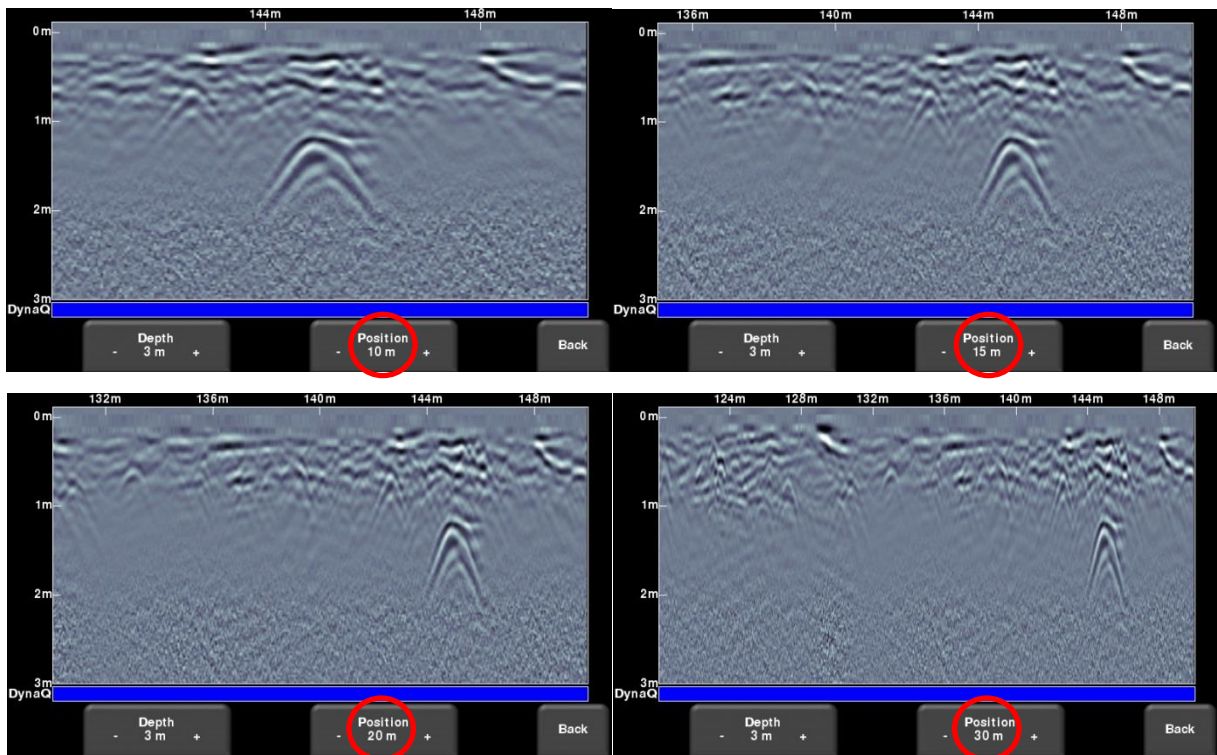 144m 148m
0m
1m
2m
3m
DynaQ
Depth
- 3 m +
Position
- 10 m +
Back
136m 140m 144m 148m
0m
1m
2m
3m
DynaQ
Depth
- 3 m +
Position
- 15 m +
Back
132m 136m 140m 144m 148m
0m
1m
2m
3m
DynaQ
Depth
- 3 m +
Position
- 20 m +
Back
124m 128m 132m 136m 140m 144m 148m
0m
1m
2m
3m
DynaQ
Depth
- 3 m +
Position
- 30 m +
Back